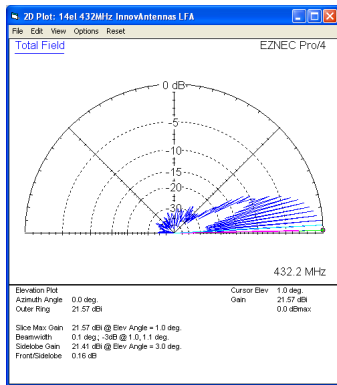 2D Plot: 14el 432MHz InnovAntennas LFA
File Edit View Options Reset
Total Field
EZNEC Pro/4
0 dB
-5
-10
-15
-20
-30
432.2 MHz
Elevation Plot
Azimuth Angle 0.0 deg.
Outer Ring 21.57 dBi
Cursor Elev 1.0 deg.
Gain 21.57 dBi
0.0 dBmax
Slice Max Gain 21.57 dBi @ Elev Angle = 1.0 deg.
Beamwidth 0.1 deg.; -3dB @ 1.0, 1.1 deg.
Sidelobe Gain 21.41 dBi @ Elev Angle = 3.0 deg.
Front/Sidelobe 0.16 dB